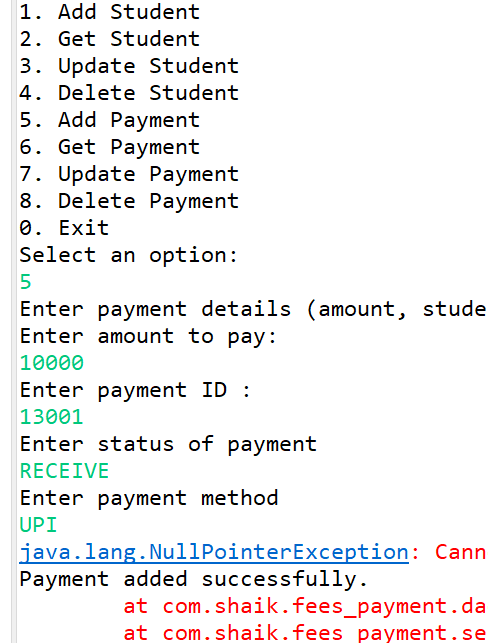 1. Add Student
2. Get Student
3. Update Student
4. Delete Student
5. Add Payment
6. Get Payment
7. Update Payment
8. Delete Payment
0. Exit
Select an option:
5
Enter payment details (amount, stude
Enter amount to pay:
10000
Enter payment ID :
13001
Enter status of payment
RECEIVE
Enter payment method
UPI
java.lang.NullPointerException: Cann
Payment added successfully.
at com.shaik.fees_payment.da
at com.shaik.fees_payment.se